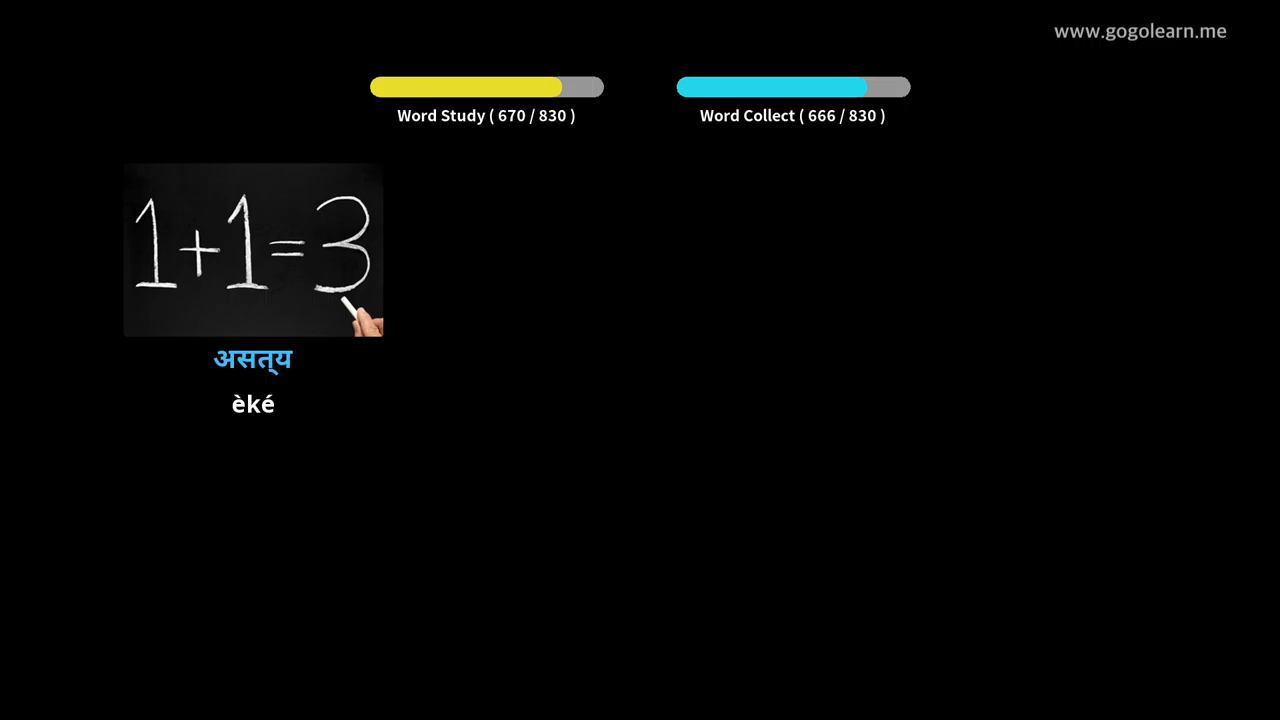 www.gogolearn.me
Word Study ( 670 / 830 )
Word Collect ( 666 / 830 )
1+1=3
असत्य
èké